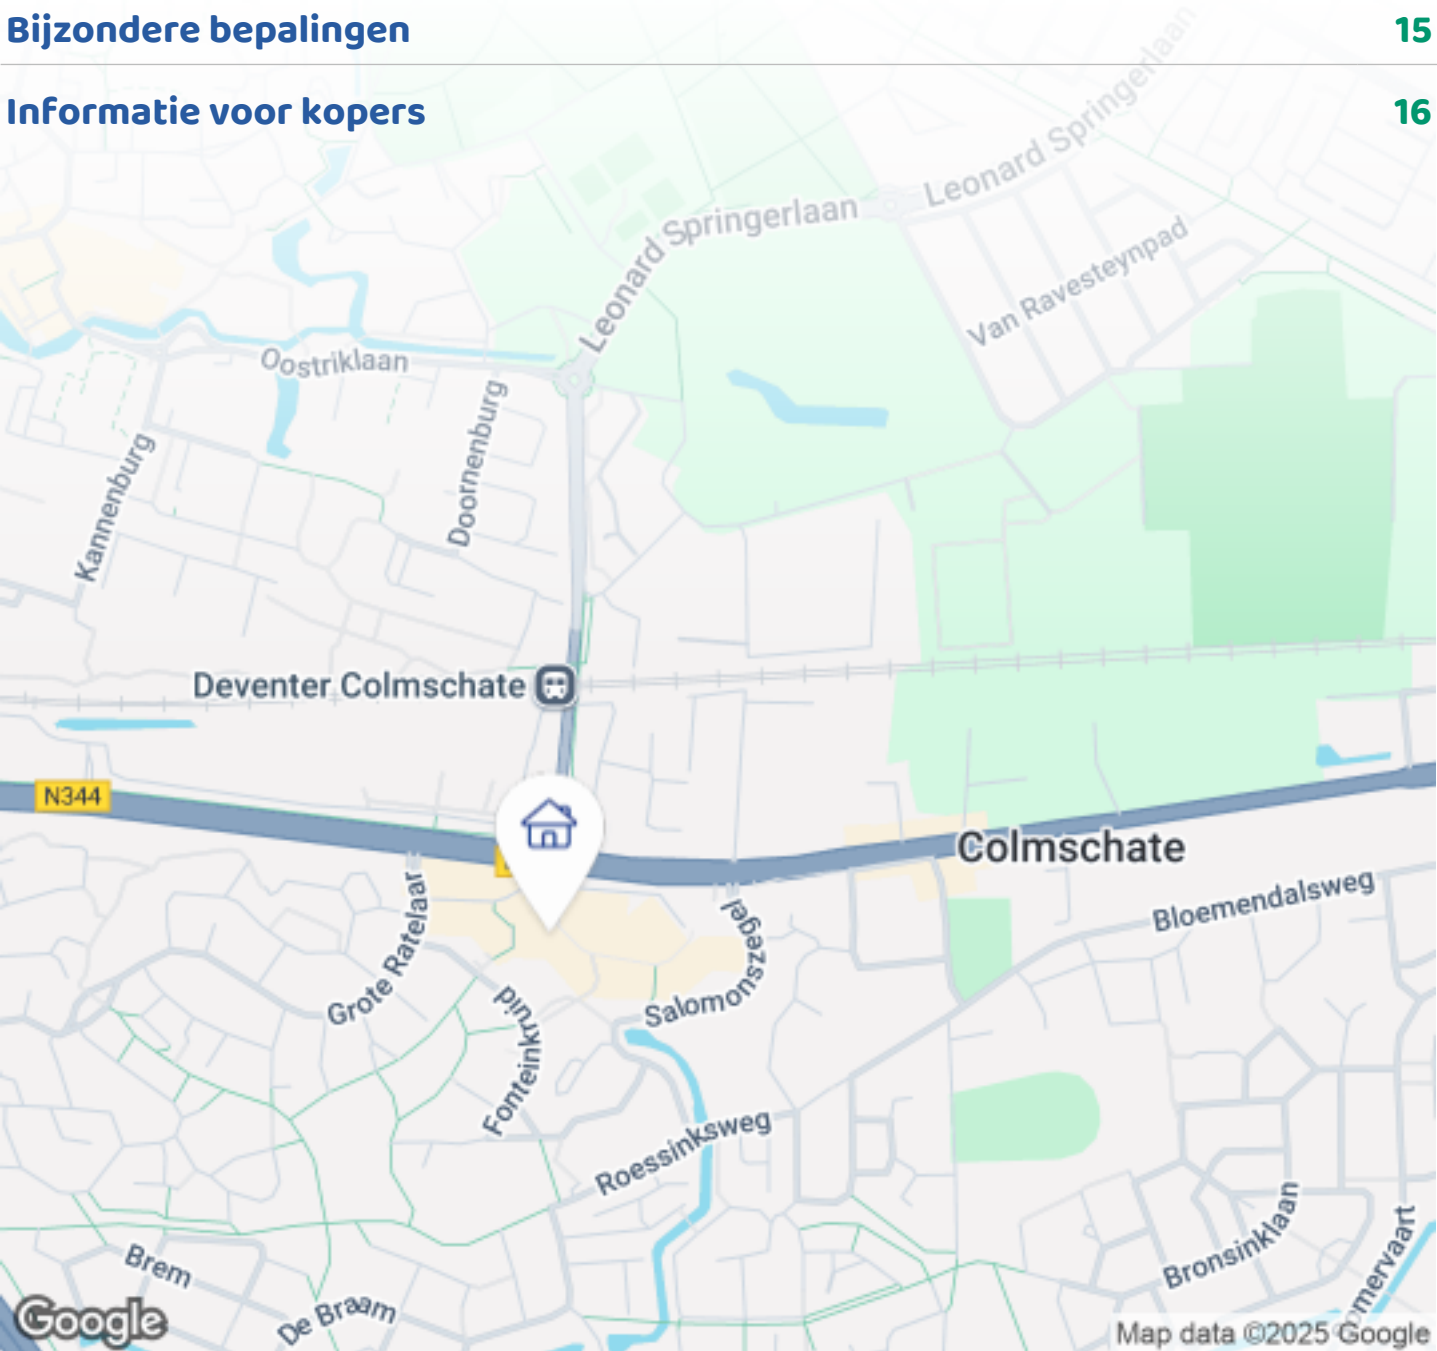 Bijzondere bepalingen 15
Informatie voor kopers 16
Leonard Springerlaan
Leonard Springerlaan
Van Ravesteynpad
Oostriklaan
Doornenburg
Kannenburg
Deventer Colmschate
N344
Colmschate
Bloemendalsweg
Grote Ratelaar
Salomonszegel
Fonteinkruid
Roessinksweg
Bronsinklaan
Brem
De Braam
Google
Map data ©2025 Google